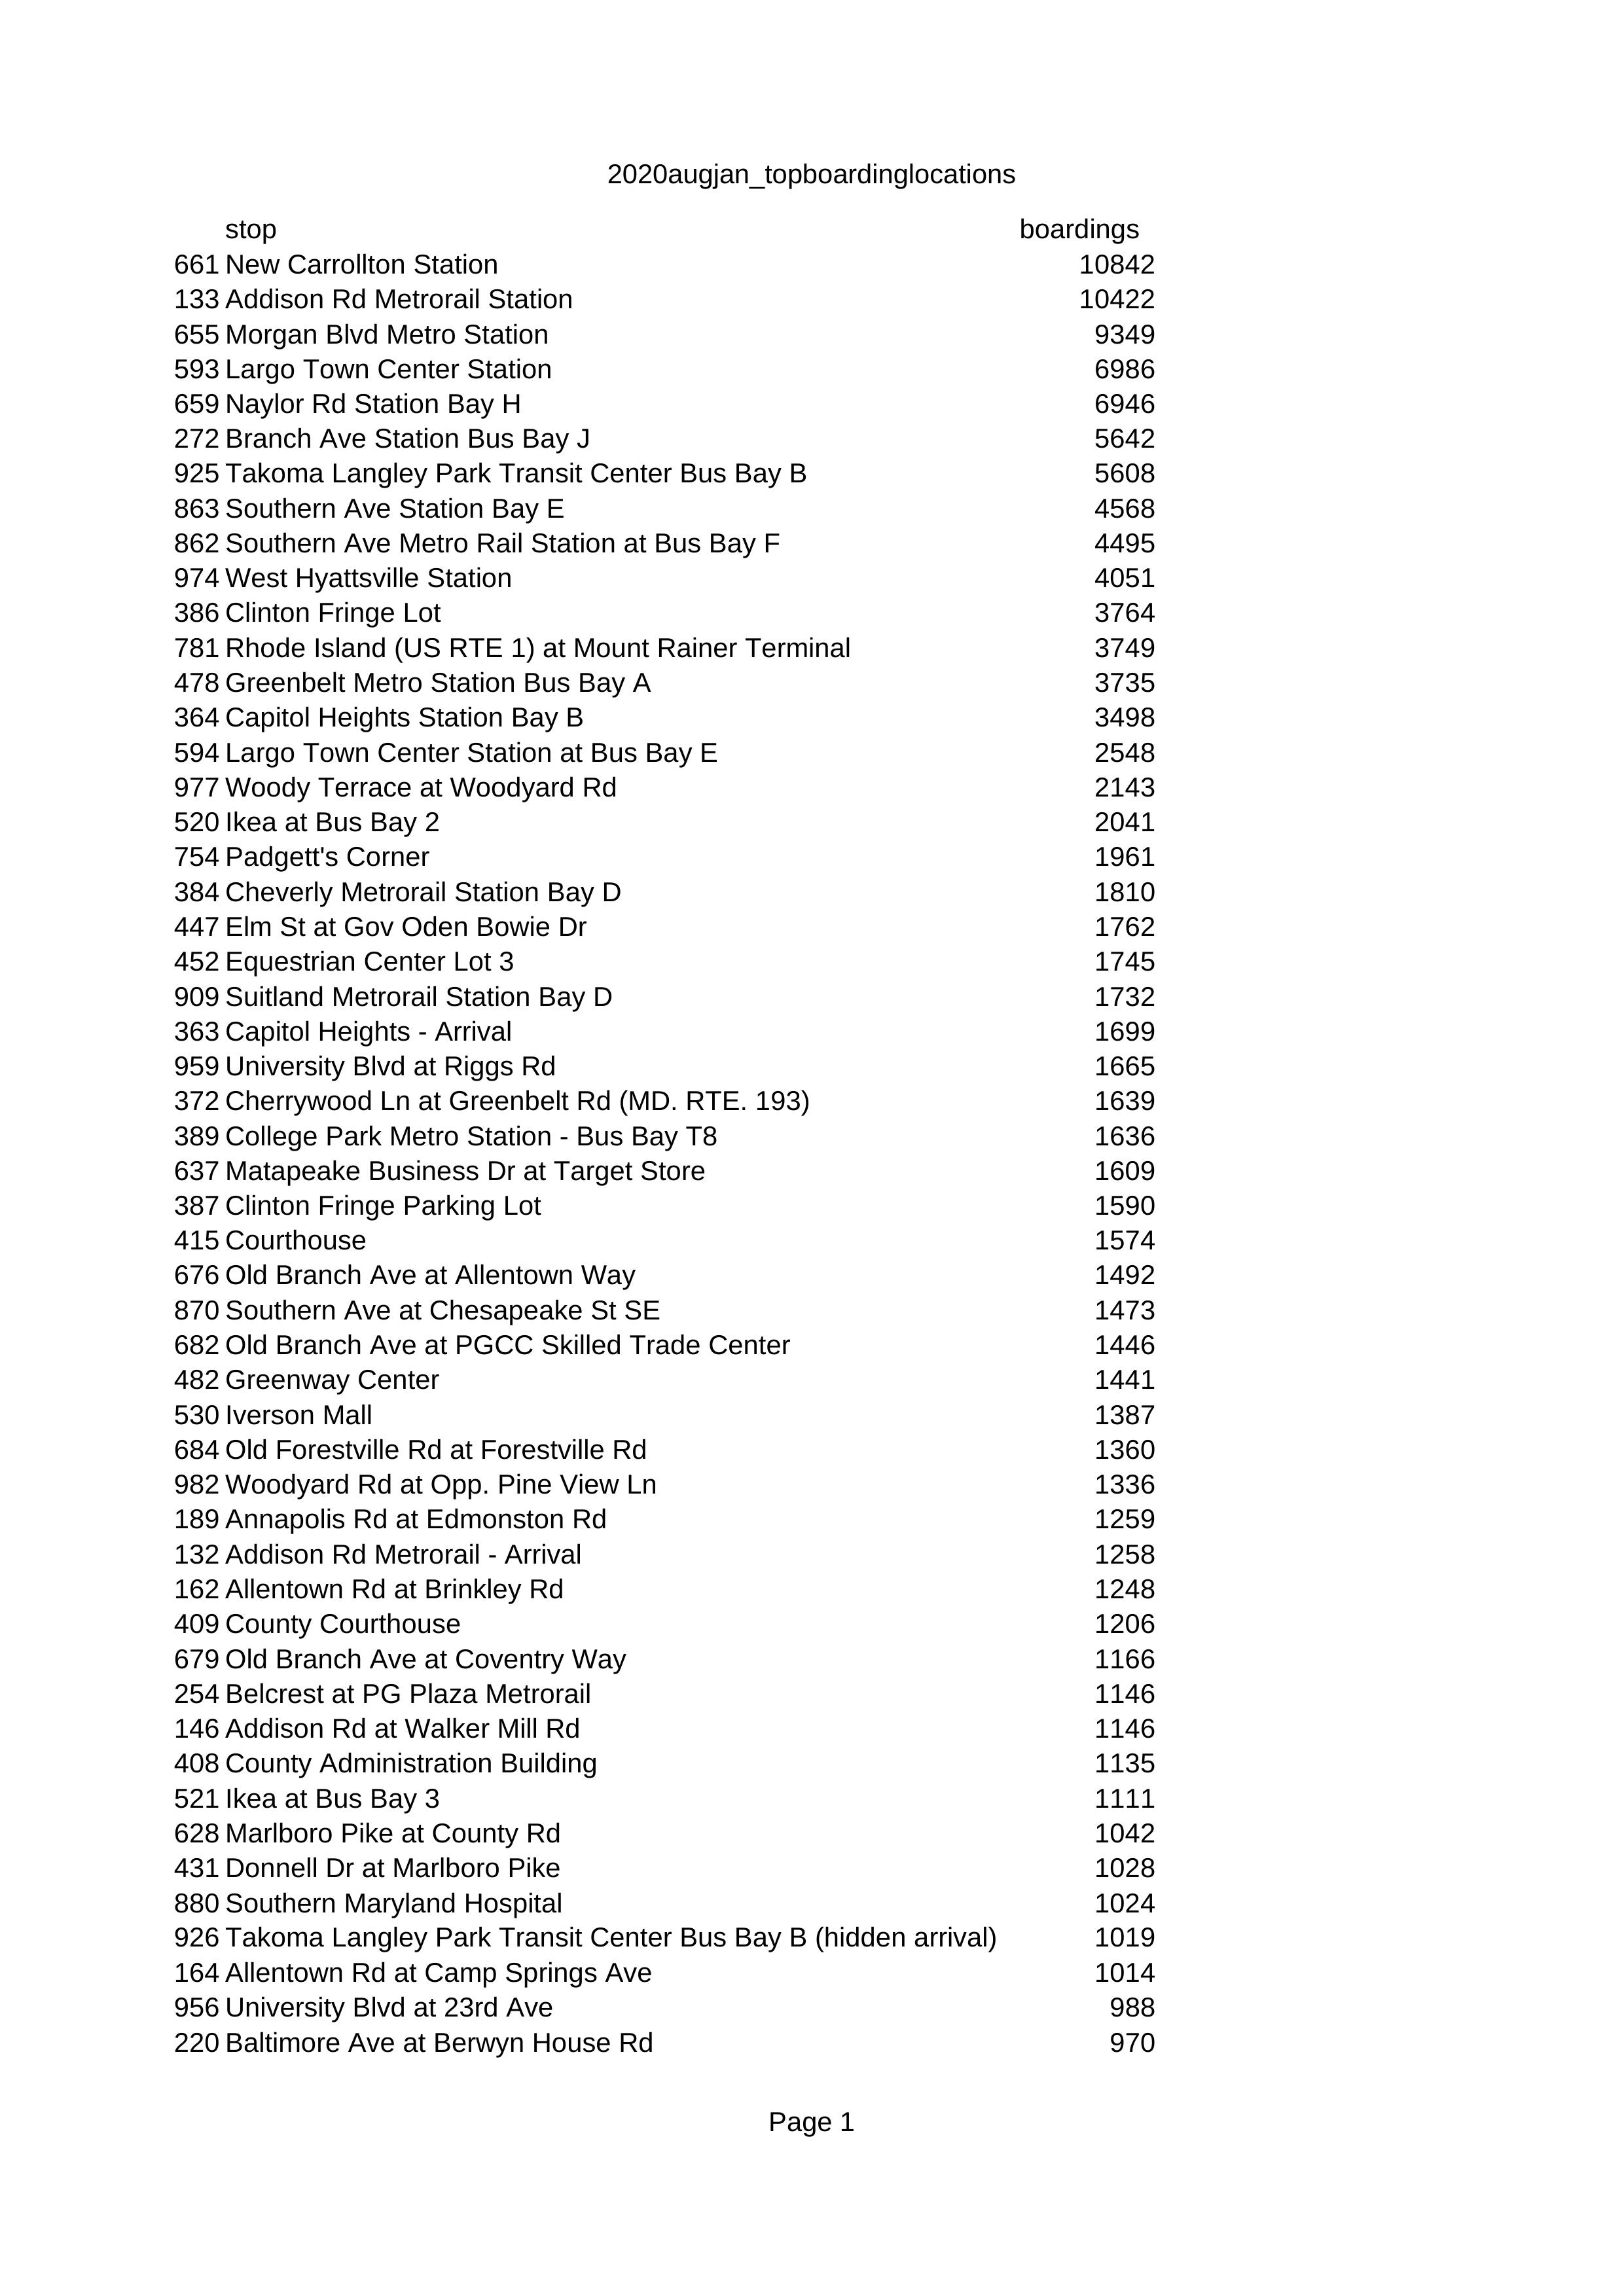 2020augjan_topboardinglocations
stop boardings
661 New Carrollton Station 10842
133 Addison Rd Metrorail Station 10422
655 Morgan Blvd Metro Station 9349
593 Largo Town Center Station 6986
659 Naylor Rd Station Bay H 6946
272 Branch Ave Station Bus Bay J 5642
925 Takoma Langley Park Transit Center Bus Bay B 5608
863 Southern Ave Station Bay E 4568
862 Southern Ave Metro Rail Station at Bus Bay F 4495
974 West Hyattsville Station 4051
386 Clinton Fringe Lot 3764
781 Rhode Island (US RTE 1) at Mount Rainer Terminal 3749
478 Greenbelt Metro Station Bus Bay A 3735
364 Capitol Heights Station Bay B 3498
594 Largo Town Center Station at Bus Bay E 2548
977 Woody Terrace at Woodyard Rd 2143
520 Ikea at Bus Bay 2 2041
754 Padgett's Corner 1961
384 Cheverly Metrorail Station Bay D 1810
447 Elm St at Gov Oden Bowie Dr 1762
452 Equestrian Center Lot 3 1745
909 Suitland Metrorail Station Bay D 1732
363 Capitol Heights - Arrival 1699
959 University Blvd at Riggs Rd 1665
372 Cherrywood Ln at Greenbelt Rd (MD. RTE. 193) 1639
389 College Park Metro Station - Bus Bay T8 1636
637 Matapeake Business Dr at Target Store 1609
387 Clinton Fringe Parking Lot 1590
415 Courthouse 1574
676 Old Branch Ave at Allentown Way 1492
870 Southern Ave at Chesapeake St SE 1473
682 Old Branch Ave at PGCC Skilled Trade Center 1446
482 Greenway Center 1441
530 Iverson Mall 1387
684 Old Forestville Rd at Forestville Rd 1360
982 Woodyard Rd at Opp. Pine View Ln 1336
189 Annapolis Rd at Edmonston Rd 1259
132 Addison Rd Metrorail - Arrival 1258
162 Allentown Rd at Brinkley Rd 1248
409 County Courthouse 1206
679 Old Branch Ave at Coventry Way 1166
254 Belcrest at PG Plaza Metrorail 1146
146 Addison Rd at Walker Mill Rd 1146
408 County Administration Building 1135
521 Ikea at Bus Bay 3 1111
628 Marlboro Pike at County Rd 1042
431 Donnell Dr at Marlboro Pike 1028
880 Southern Maryland Hospital 1024
926 Takoma Langley Park Transit Center Bus Bay B (hidden arrival) 1019
164 Allentown Rd at Camp Springs Ave 1014
956 University Blvd at 23rd Ave 988
220 Baltimore Ave at Berwyn House Rd 970
Page 1